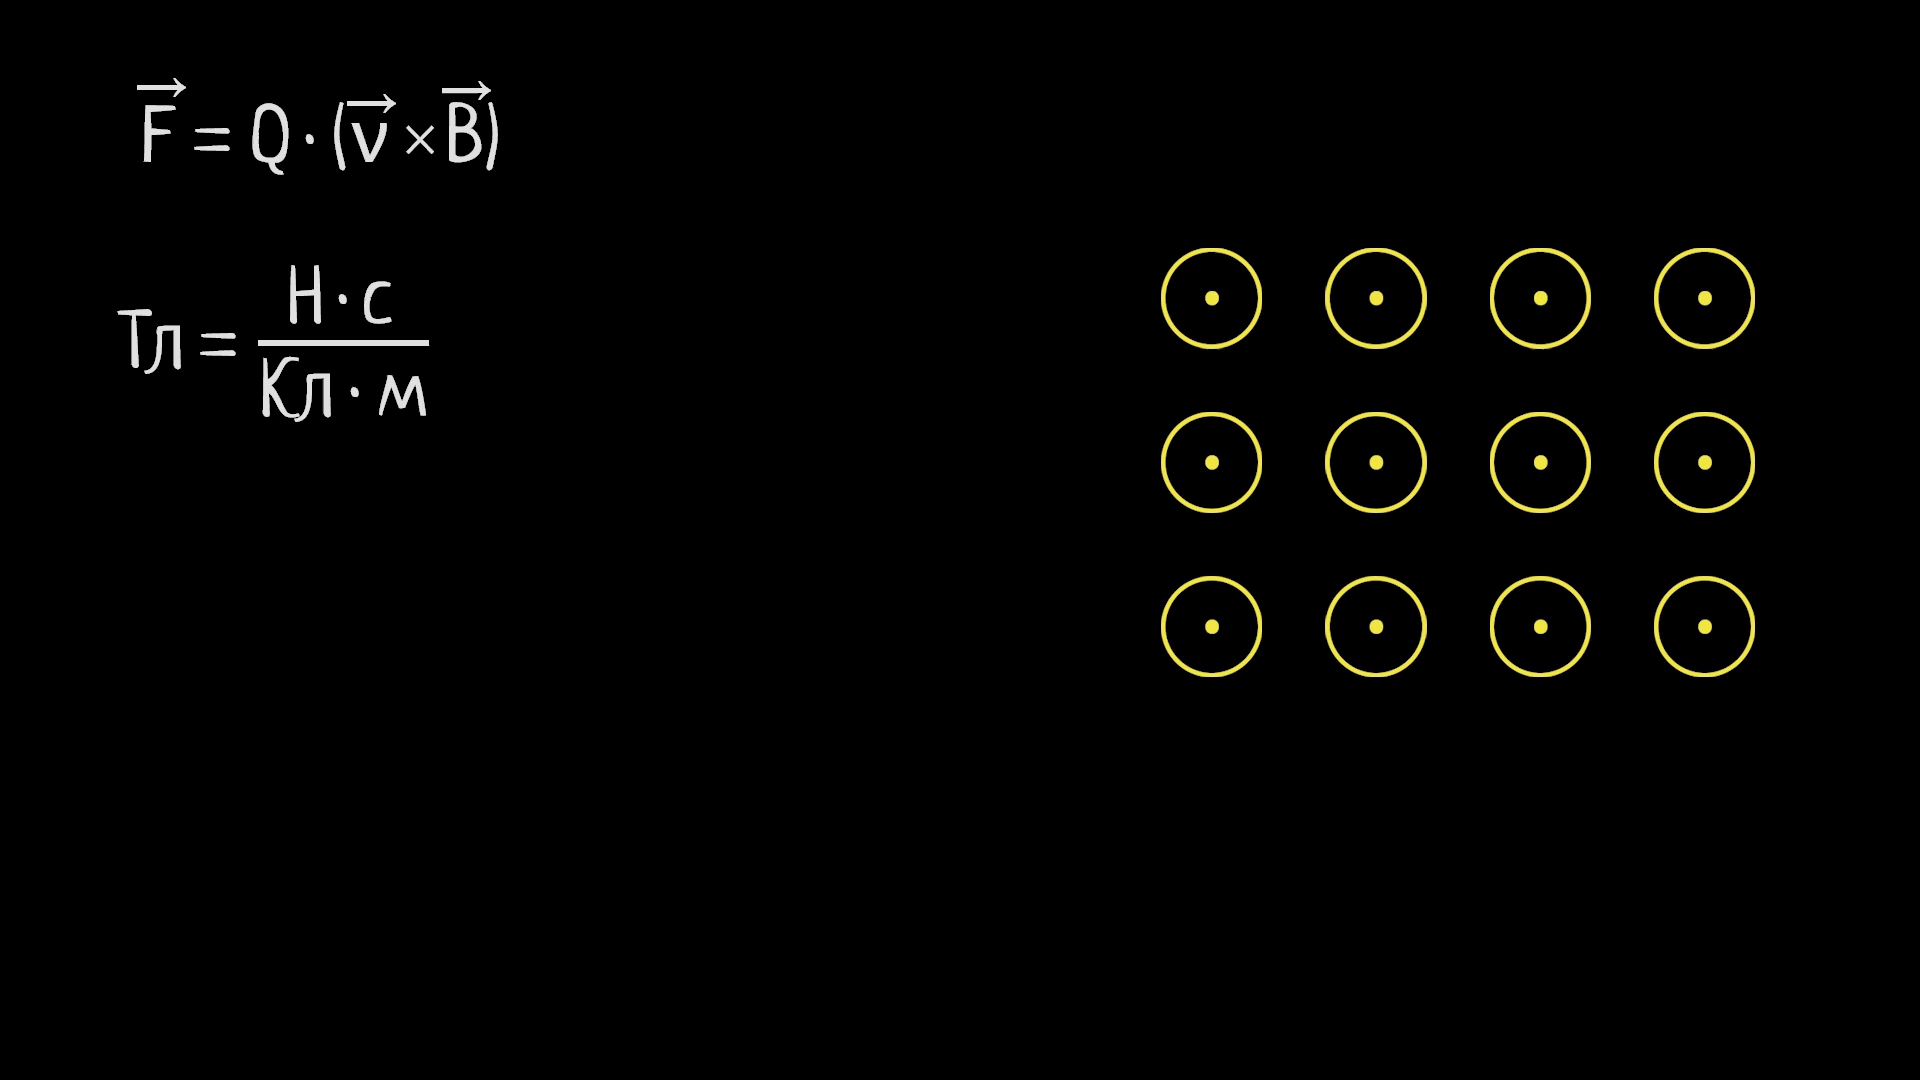 F⃗ = Q · (v⃗ × B⃗)
Тл = Н · с / Кл · м